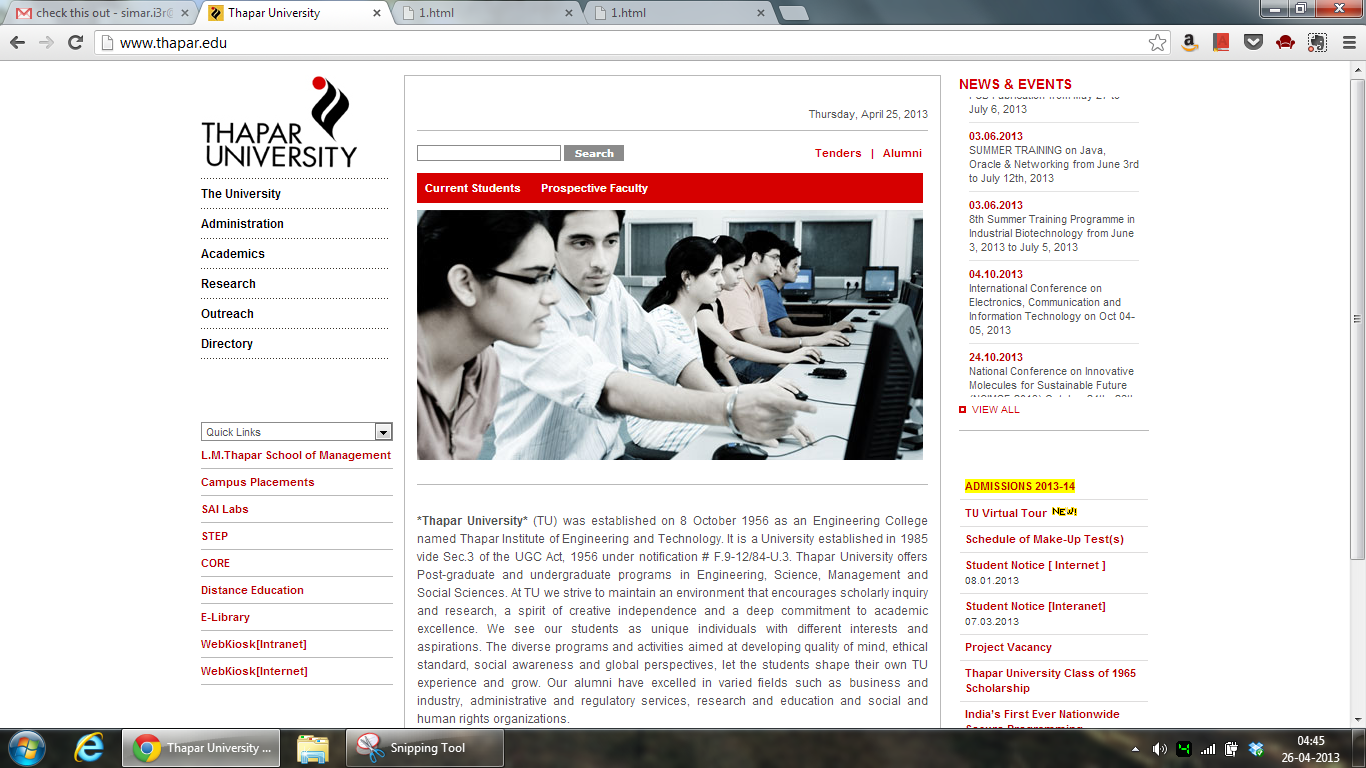 check this out - simar.i3r@
Thapar University
1.html
1.html
www.thapar.edu
THAPAR
UNIVERSITY
The University
Administration
Academics
Research
Outreach
Directory
Quick Links
L.M.Thapar School of Management
Campus Placements
SAI Labs
STEP
CORE
Distance Education
E-Library
WebKiosk[Intranet]
WebKiosk[Internet]
Thursday, April 25, 2013
Search
Tenders | Alumni
Current Students Prospective Faculty
*Thapar University* (TU) was established on 8 October 1956 as an Engineering College
named Thapar Institute of Engineering and Technology. It is a University established in 1985
vide Sec.3 of the UGC Act, 1956 under notification # F.9-12/84-U.3. Thapar University offers
Post-graduate and undergraduate programs in Engineering, Science, Management and
Social Sciences. At TU we strive to maintain an environment that encourages scholarly inquiry
and research, a spirit of creative independence and a deep commitment to academic
excellence. We see our students as unique individuals with different interests and
aspirations. The diverse programs and activities aimed at developing quality of mind, ethical
standard, social awareness and global perspectives, let the students shape their own TU
experience and grow. Our alumni have excelled in varied fields such as business and
industry, administrative and regulatory services, research and education and social and
human rights organizations.
NEWS & EVENTS
July 6, 2013
03.06.2013
SUMMER TRAINING on Java,
Oracle & Networking from June 3rd
to July 12th, 2013
03.06.2013
8th Summer Training Programme in
Industrial Biotechnology from June
3, 2013 to July 5, 2013
04.10.2013
International Conference on
Electronics, Communication and
Information Technology on Oct 04-
05, 2013
24.10.2013
National Conference on Innovative
Molecules for Sustainable Future
VIEW ALL
ADMISSIONS 2013-14
TU Virtual Tour NEW!
Schedule of Make-Up Test(s)
Student Notice [ Internet ]
08.01.2013
Student Notice [Interanet]
07.03.2013
Project Vacancy
Thapar University Class of 1965
Scholarship
India's First Ever Nationwide
Thapar University ...
Snipping Tool
04:45
26-04-2013